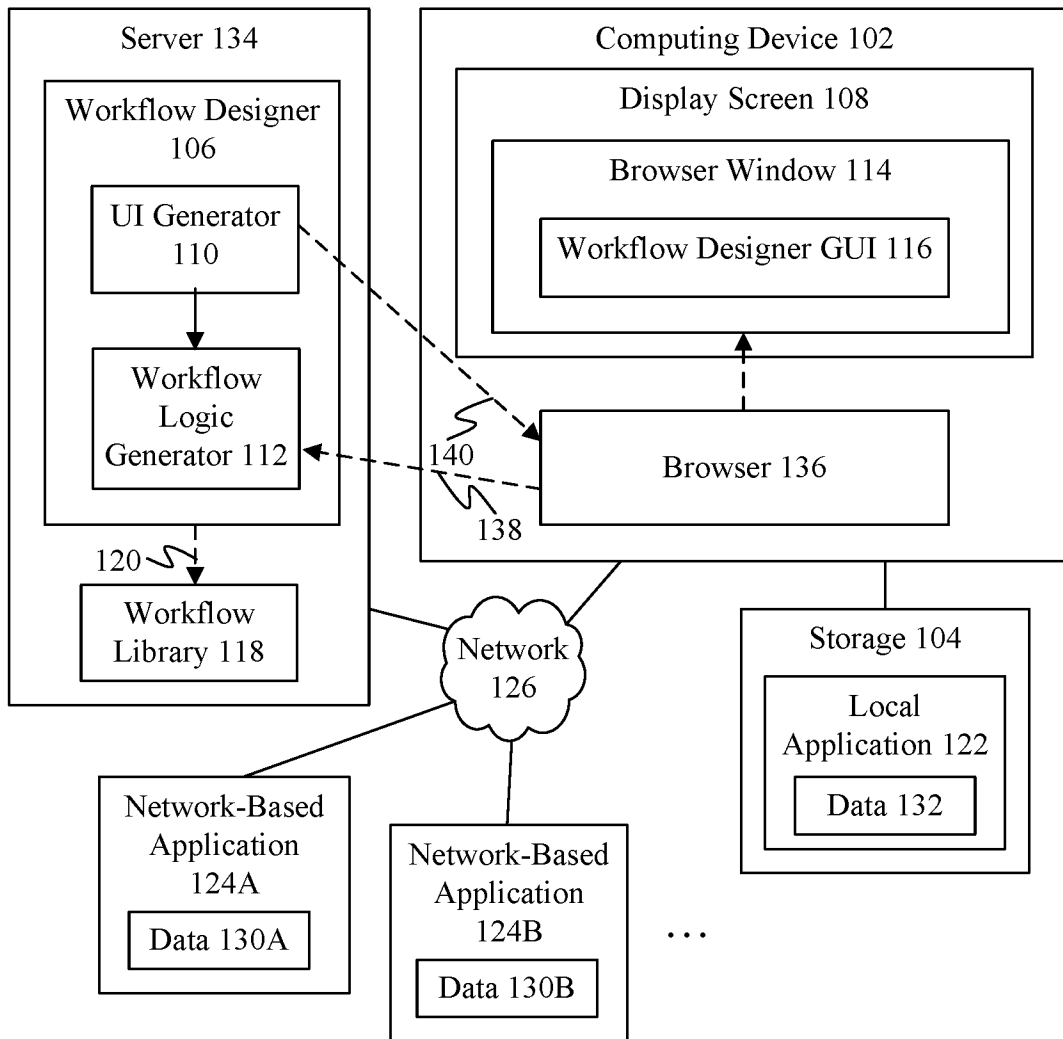 Server 134
Workflow Designer
106
UI Generator
110
Workflow
Logic
Generator 112
120
Workflow
Library 118
Computing Device 102
Display Screen 108
Browser Window 114
Workflow Designer GUI 116
140
138
Browser 136
Network
126
Storage 104
Local
Application 122
Data 132
Network-Based
Application
124A
Data 130A
Network-Based
Application
124B
Data 130B
...